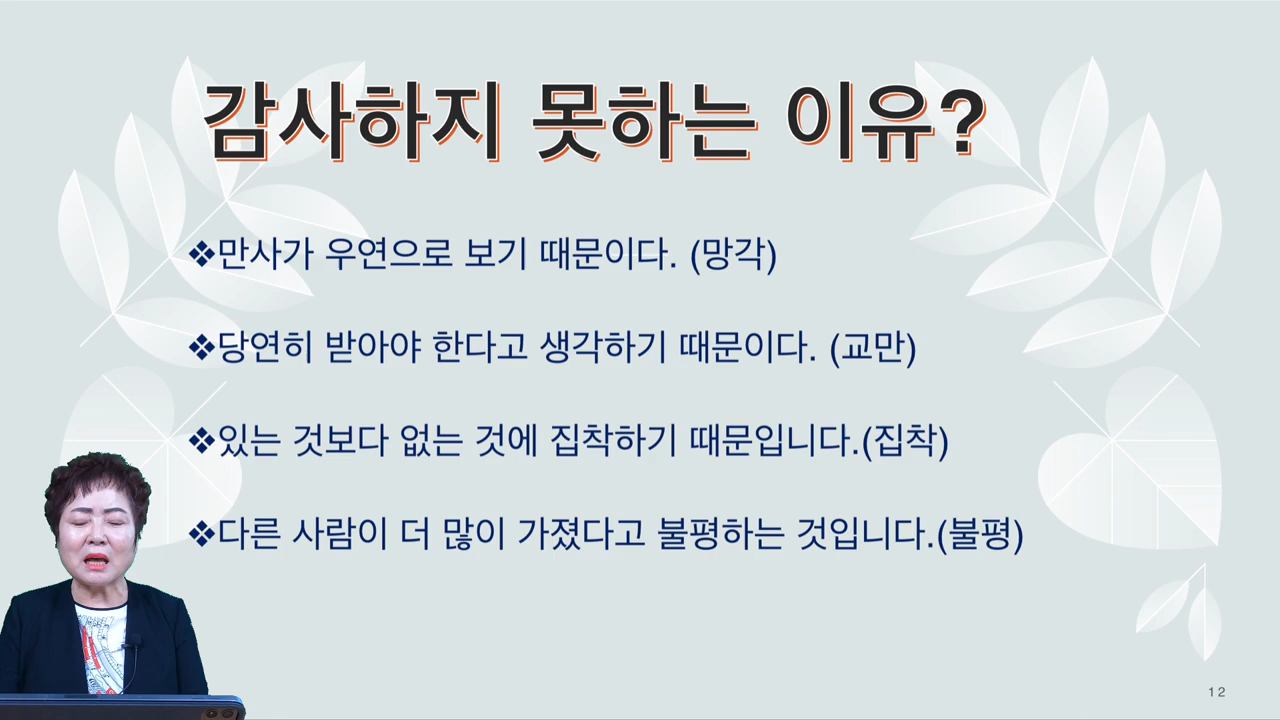 감사하지 못하는 이유?
❖만사가 우연으로 보기 때문이다. (망각)
❖당연히 받아야 한다고 생각하기 때문이다. (교만)
❖있는 것보다 없는 것에 집착하기 때문입니다.(집착)
❖다른 사람이 더 많이 가졌다고 불평하는 것입니다.(불평)
12